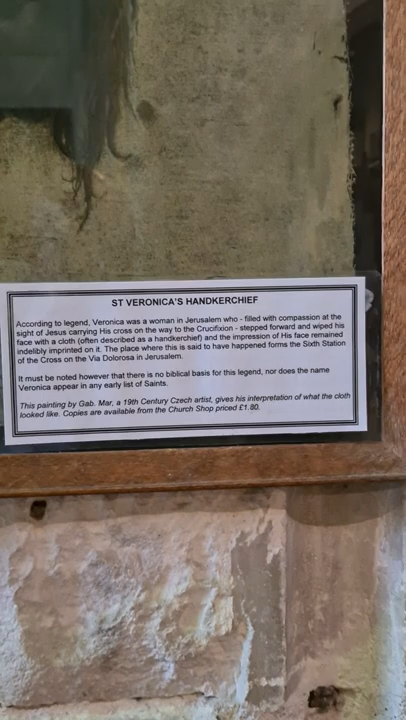 ST VERONICA'S HANDKERCHIEF
According to legend, Veronica was a woman in Jerusalem who - filled with compassion at the
sight of Jesus carrying His cross on the way to the Crucifixion - stepped forward and wiped his
face with a cloth (often described as a handkerchief) and the impression of His face remained
indelibly imprinted on it. The place where this is said to have happened forms the Sixth Station
of the Cross on the Via Dolorosa in Jerusalem.
It must be noted however that there is no biblical basis for this legend, nor does the name
Veronica appear in any early list of Saints.
This painting by Gab. Mar, a 19th Century Czech artist, gives his interpretation of what the cloth
looked like. Copies are available from the Church Shop priced £1.80.